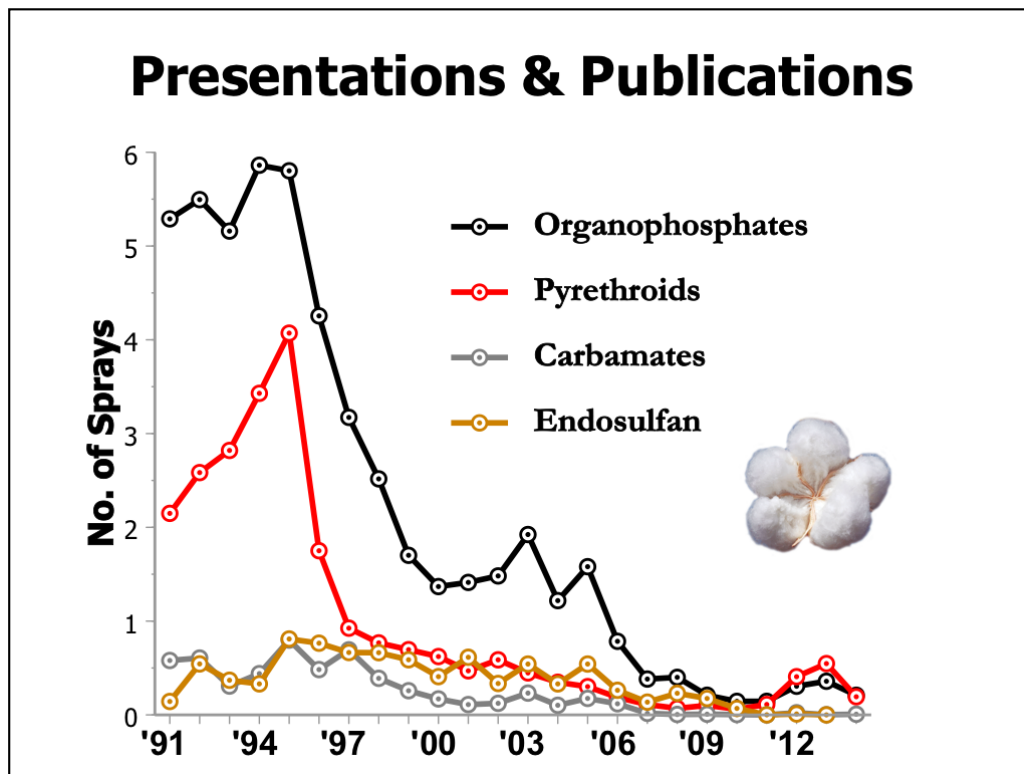 Presentations & Publications
No. of Sprays
6
5
4
3
2
1
0
Organophosphates
Pyrethroids
Carbamates
Endosulfan
'91 '94 '97 '00 '03 '06 '09 '12